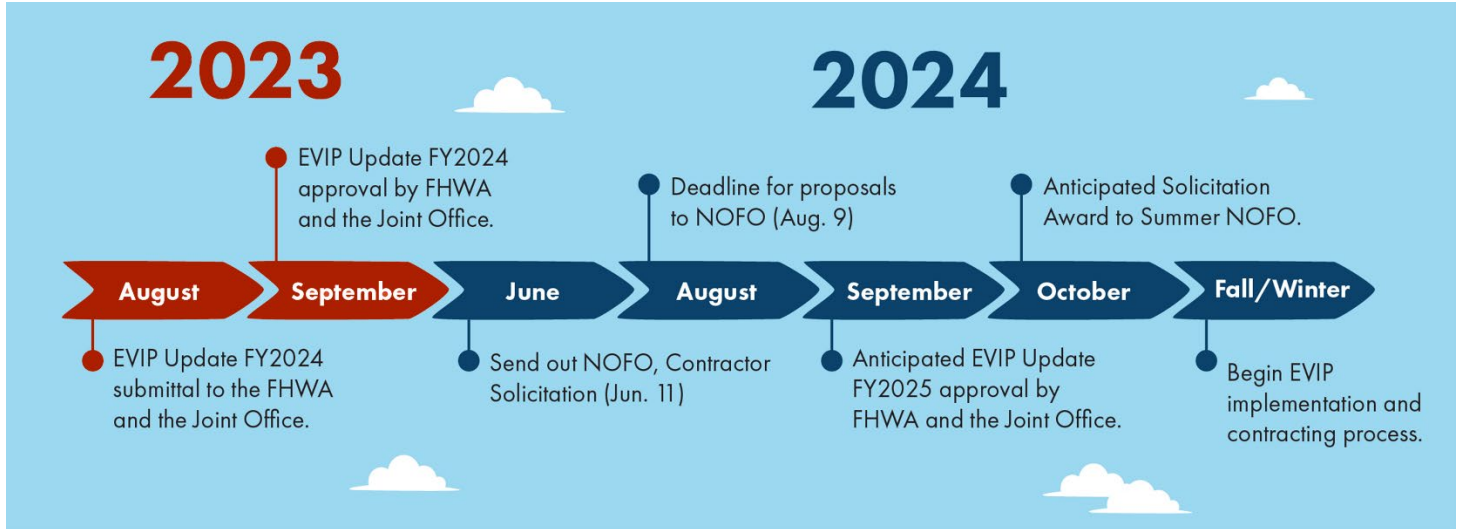 2023
2024
EVIP Update FY2024
approval by FHWA
and the Joint Office.
Deadline for proposals
to NOFO (Aug. 9)
Anticipated Solicitation
Award to Summer NOFO.
August
September
June
August
September
October
Fall/Winter
EVIP Update FY2024
submittal to the FHWA
and the Joint Office.
Send out NOFO, Contractor
Solicitation (Jun. 11)
Anticipated EVIP Update
FY2025 approval by
FHWA and the Joint Office.
Begin EVIP
implementation and
contracting process.